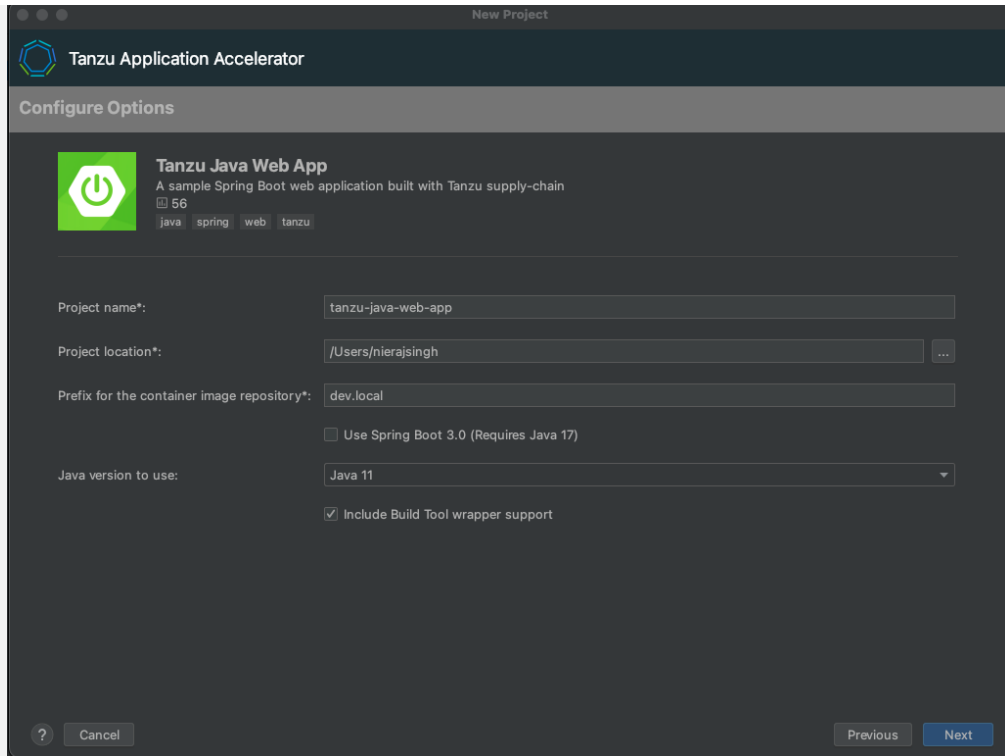 New Project
Tanzu Application Accelerator
Configure Options
Tanzu Java Web App
A sample Spring Boot web application built with Tanzu supply-chain
56
java spring web tanzu
Project name*: tanzu-java-web-app
Project location*: /Users/nierajsingh ...
Prefix for the container image repository*: dev.local
Use Spring Boot 3.0 (Requires Java 17)
Java version to use: Java 11
Include Build Tool wrapper support
? Cancel Previous Next